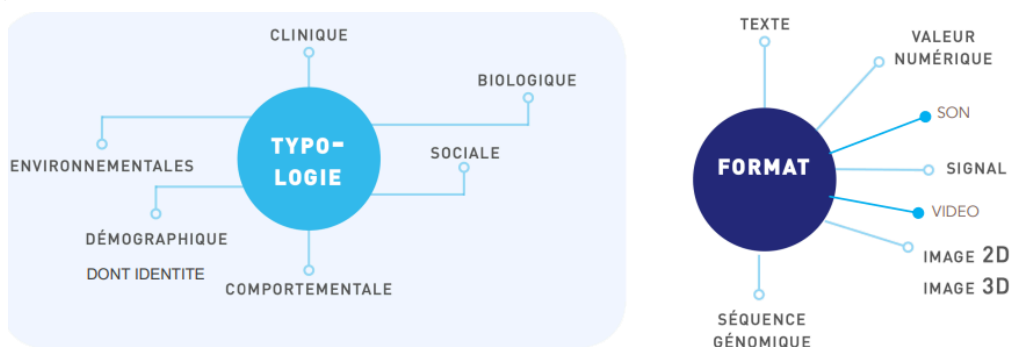 CLINIQUE
BIOLOGIQUE
TYPO-
LOGIE
SOCIALE
ENVIRONNEMENTALES
DÉMOGRAPHIQUE
DONT IDENTITE
COMPORTEMENTALE
TEXTE
VALEUR
NUMÉRIQUE
SON
FORMAT
SIGNAL
VIDEO
IMAGE 2D
IMAGE 3D
SÉQUENCE
GÉNOMIQUE